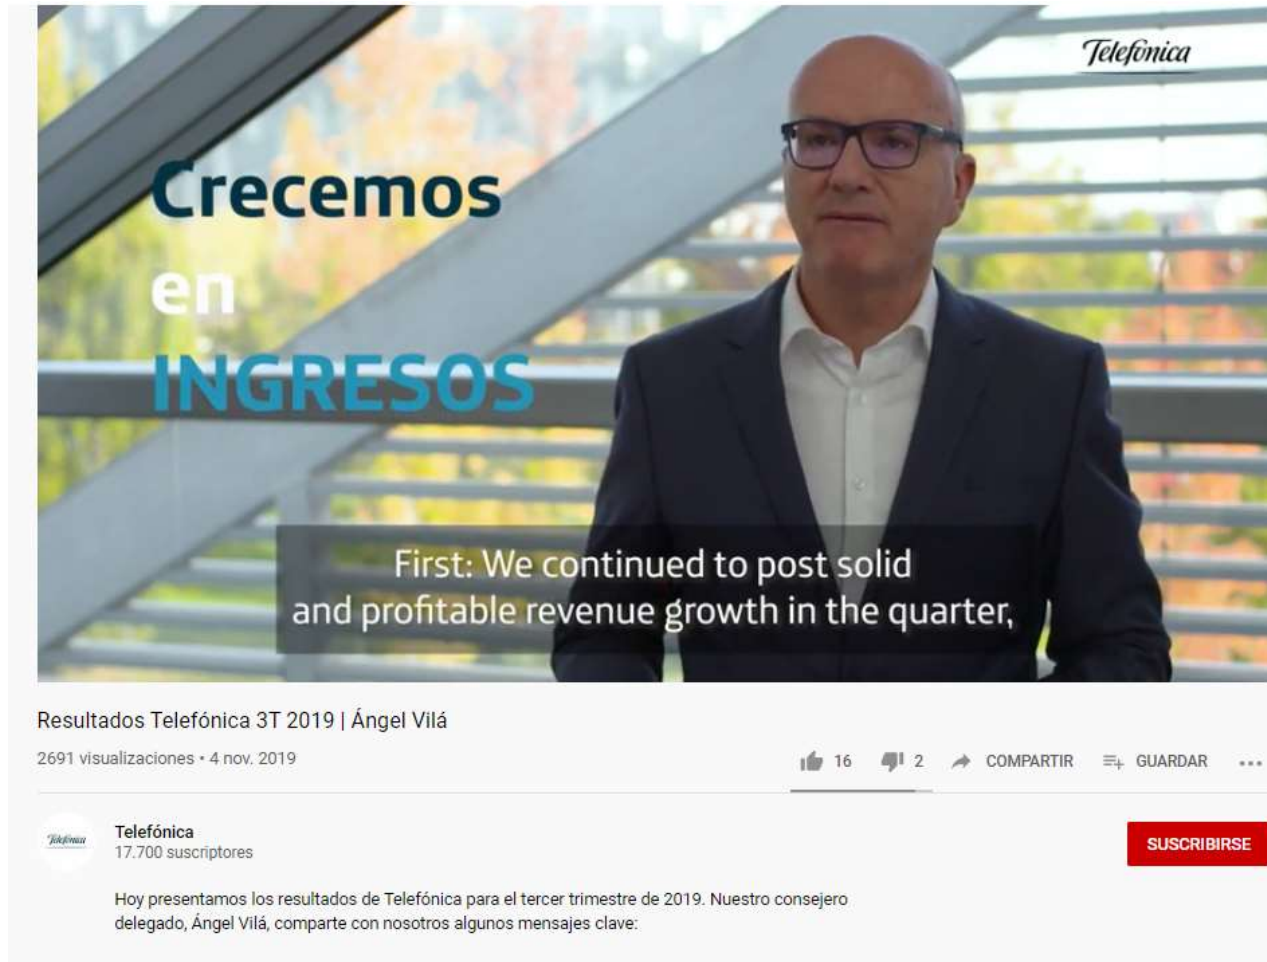 Telefónica
Crecemos
en
INGRESOS
First: We continued to post solid
and profitable revenue growth in the quarter,
Resultados Telefónica 3T 2019 | Ángel Vilá
2691 visualizaciones • 4 nov. 2019
16 2 COMPARTIR GUARDAR
Telefónica
Telefónica
17.700 suscriptores
SUSCRIBIRSE
Hoy presentamos los resultados de Telefónica para el tercer trimestre de 2019. Nuestro consejero
delegado, Ángel Vilá, comparte con nosotros algunos mensajes clave: